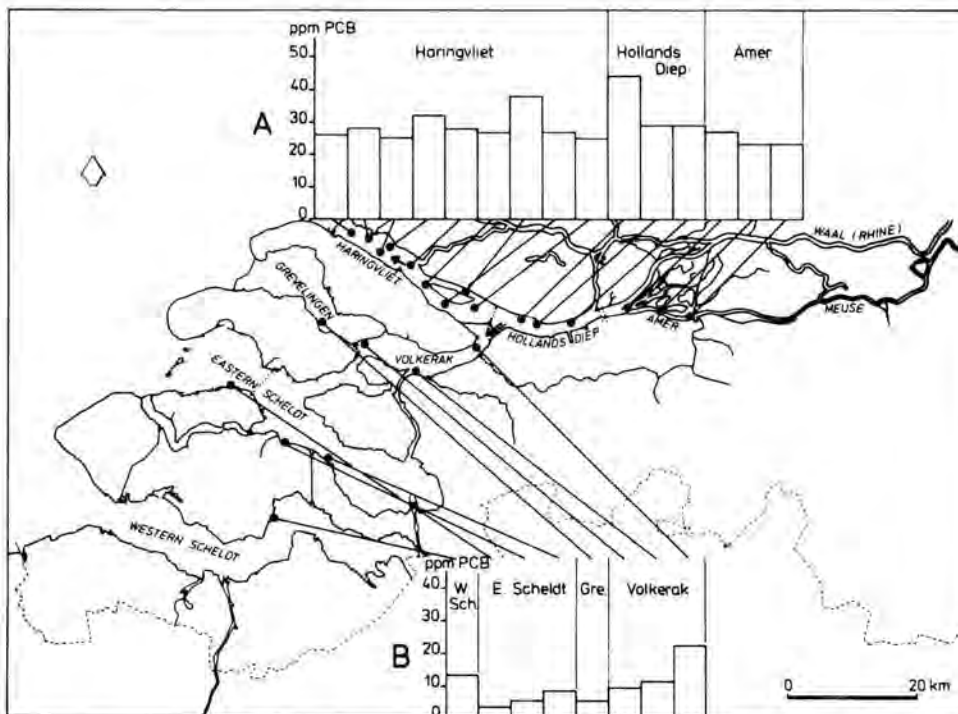 ppm PCB
50
40
30
20
10
0
A
Haringvliet
Hollands
Diep
Amer
WAAL (RHINE)
MEUSE
HARINGVLIET
GREVELINGEN
HOLLANDS DIEP
AMER
VOLKERAK
EASTERN SCHELDT
WESTERN SCHELDT
ppm PCB
40
30
20
10
0
B
W
Sch.
E. Scheldt
Gre.
Volkerak
0 20 km